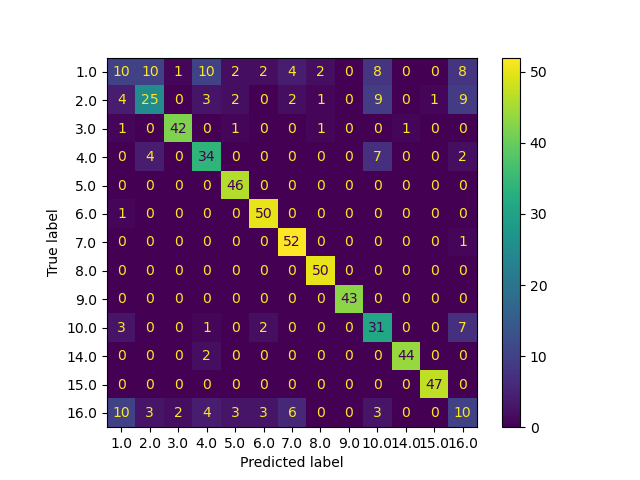 1.0 10 10 1 10 2 2 4 2 0 8 0 0 8
2.0 4 25 0 3 2 0 2 1 0 9 0 1 9
3.0 1 0 42 0 1 0 0 1 0 0 1 0 0
4.0 0 4 0 34 0 0 0 0 0 7 0 0 2
5.0 0 0 0 0 46 0 0 0 0 0 0 0 0
6.0 1 0 0 0 0 50 0 0 0 0 0 0 0
7.0 0 0 0 0 0 0 52 0 0 0 0 0 1
8.0 0 0 0 0 0 0 0 50 0 0 0 0 0
9.0 0 0 0 0 0 0 0 0 43 0 0 0 0
10.0 3 0 0 1 0 2 0 0 0 31 0 0 7
14.0 0 0 0 2 0 0 0 0 0 0 44 0 0
15.0 0 0 0 0 0 0 0 0 0 0 0 47 0
16.0 10 3 2 4 3 3 6 0 0 3 0 0 10
1.0 2.0 3.0 4.0 5.0 6.0 7.0 8.0 9.0 10.0 14.0 15.0 16.0
Predicted label
True label
50
40
30
20
10
0